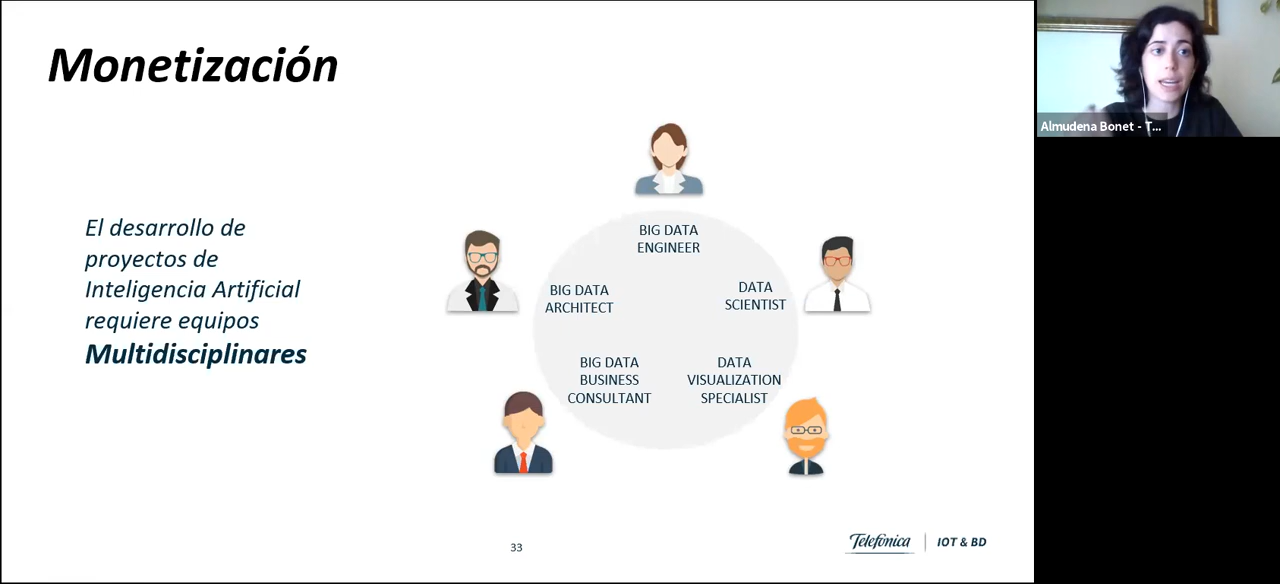 Monetización
El desarrollo de
proyectos de
Inteligencia Artificial
requiere equipos
Multidisciplinares
BIG DATA
ENGINEER
BIG DATA
ARCHITECT
DATA
SCIENTIST
BIG DATA
BUSINESS
CONSULTANT
DATA
VISUALIZATION
SPECIALIST
33
Telefónica | IOT & BD
Almudena Bonet - T...